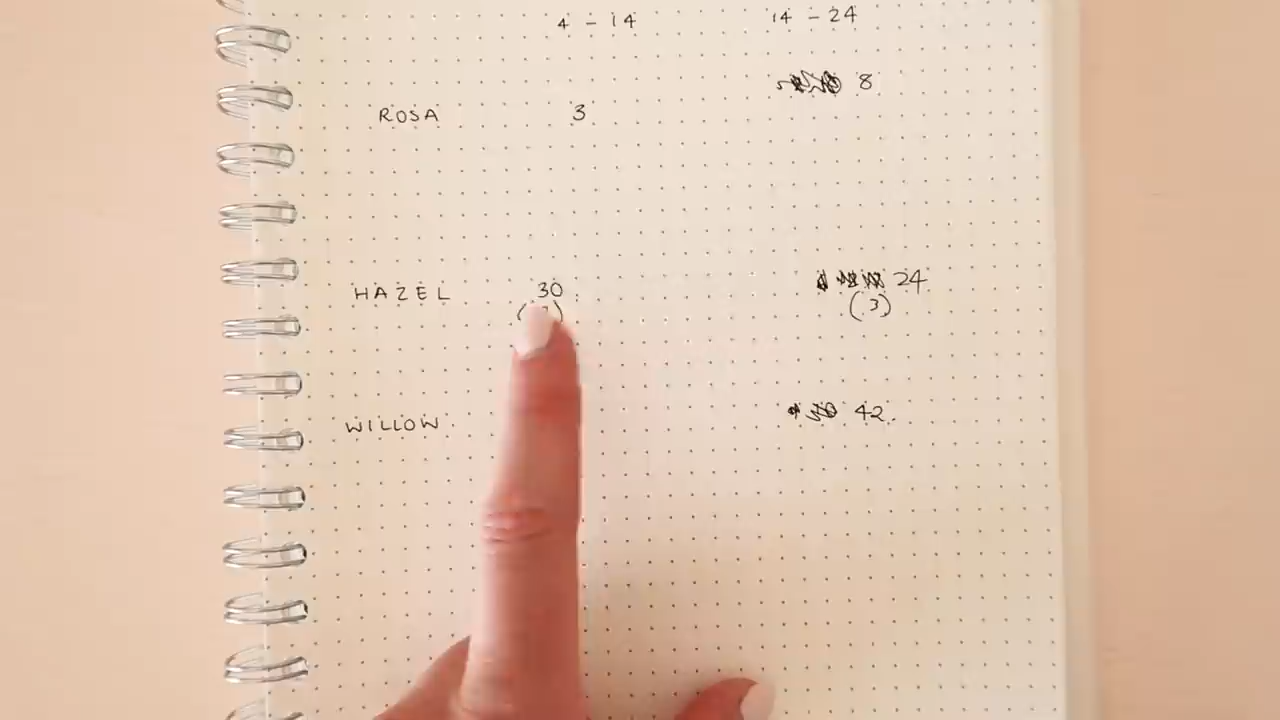 4 - 14 14 - 24
8
ROSA 3
HAZEL 30 24
(3)
WILLOW 42